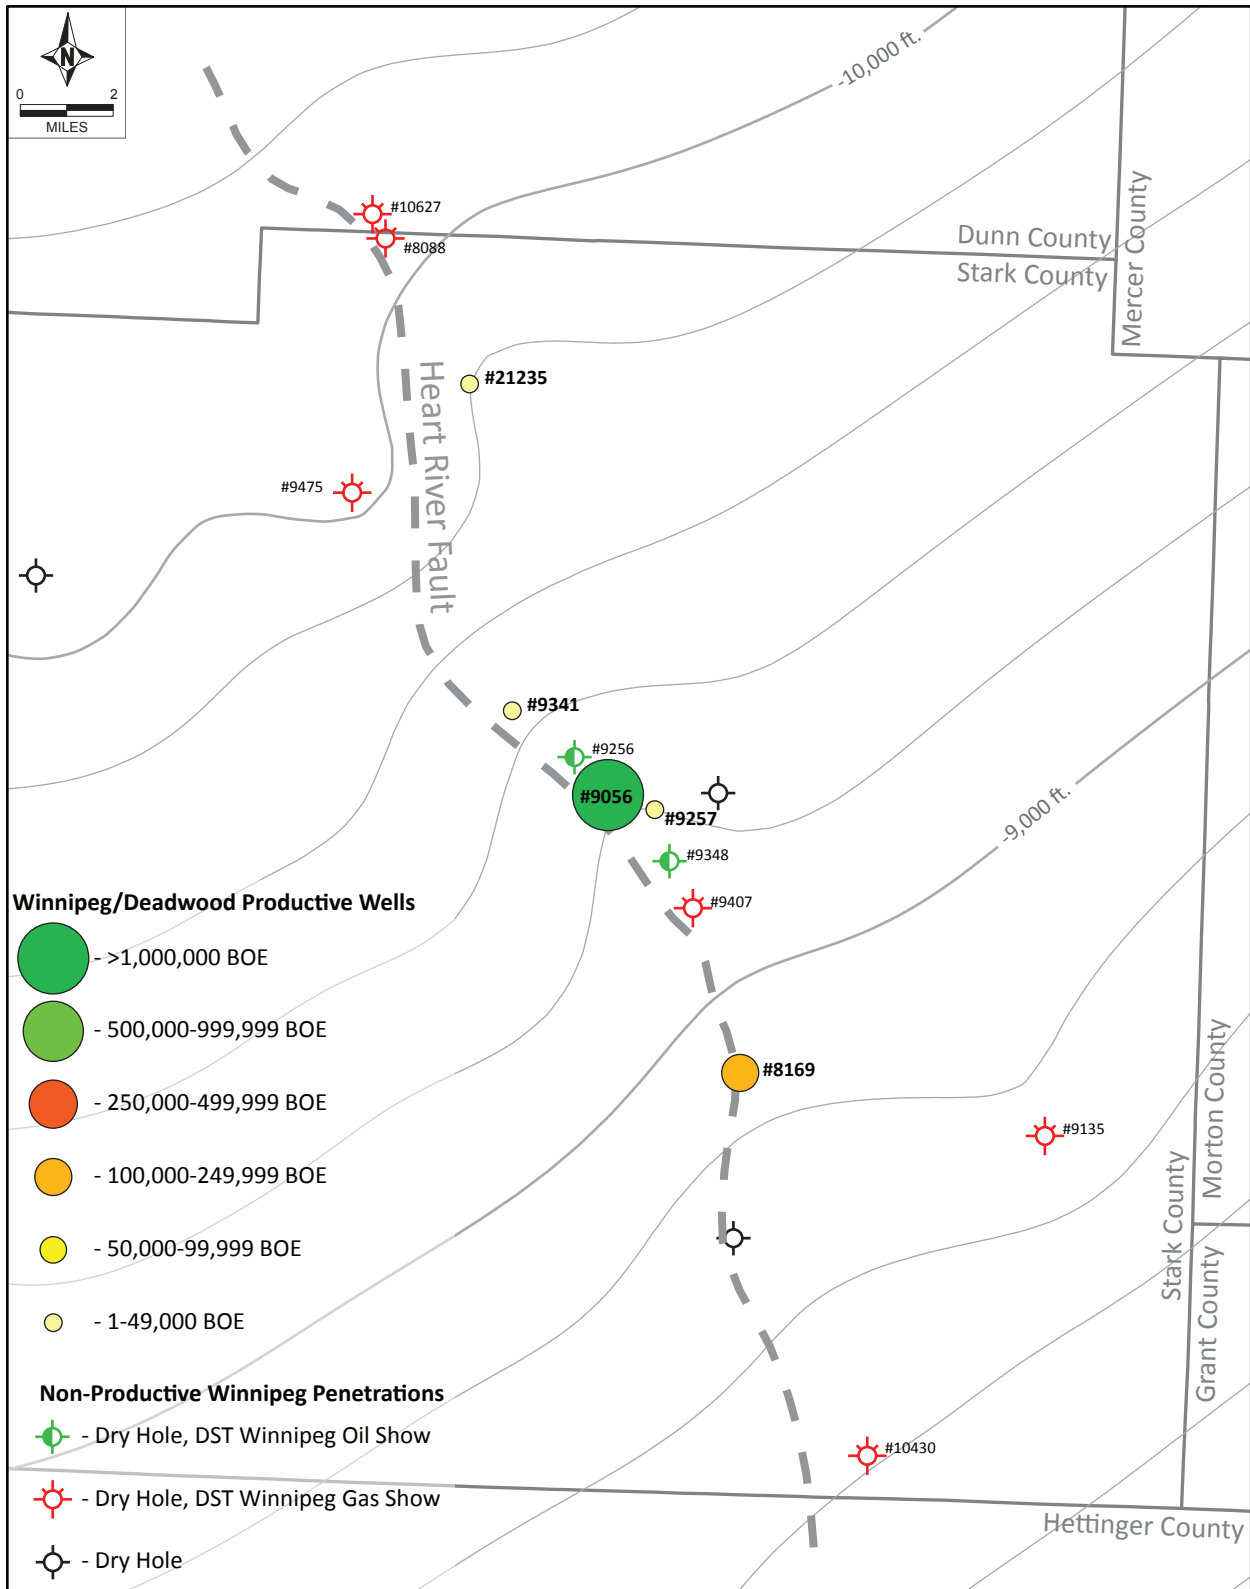 N
0 2
MILES
-10,000 ft.
#10627
#8088
Dunn County
Stark County
Mercer County
#21235
Heart River Fault
#9475
#9341
#9256
#9056
#9257
-9,000 ft.
#9348
#9407
Winnipeg/Deadwood Productive Wells
- >1,000,000 BOE
- 500,000-999,999 BOE
- 250,000-499,999 BOE
- 100,000-249,999 BOE
- 50,000-99,999 BOE
- 1-49,000 BOE
#8169
#9135
Stark County
Morton County
Grant County
Non-Productive Winnipeg Penetrations
- Dry Hole, DST Winnipeg Oil Show
- Dry Hole, DST Winnipeg Gas Show
- Dry Hole
#10430
Hettinger County